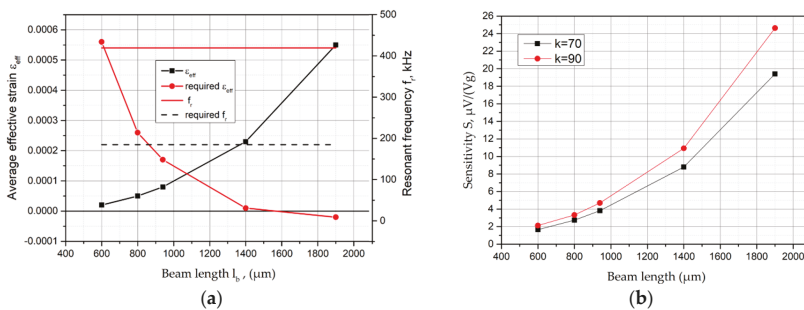 0.0006
0.0005
0.0004
0.0003
0.0002
0.0001
0.0000
-0.0001
Average effective strain ε_eff
400 600 800 1000 1200 1400 1600 1800 2000
Beam length l_b , (μm)
500
400
300
200
100
0
Resonant frequency f_r, kHz
ε_eff
required ε_eff
f_r
required f_r
(a)
26
24
22
20
18
16
14
12
10
8
6
4
2
0
Sensitivity S, μV/(Vg)
k=70
k=90
400 600 800 1000 1200 1400 1600 1800 2000
Beam length (μm)
(b)